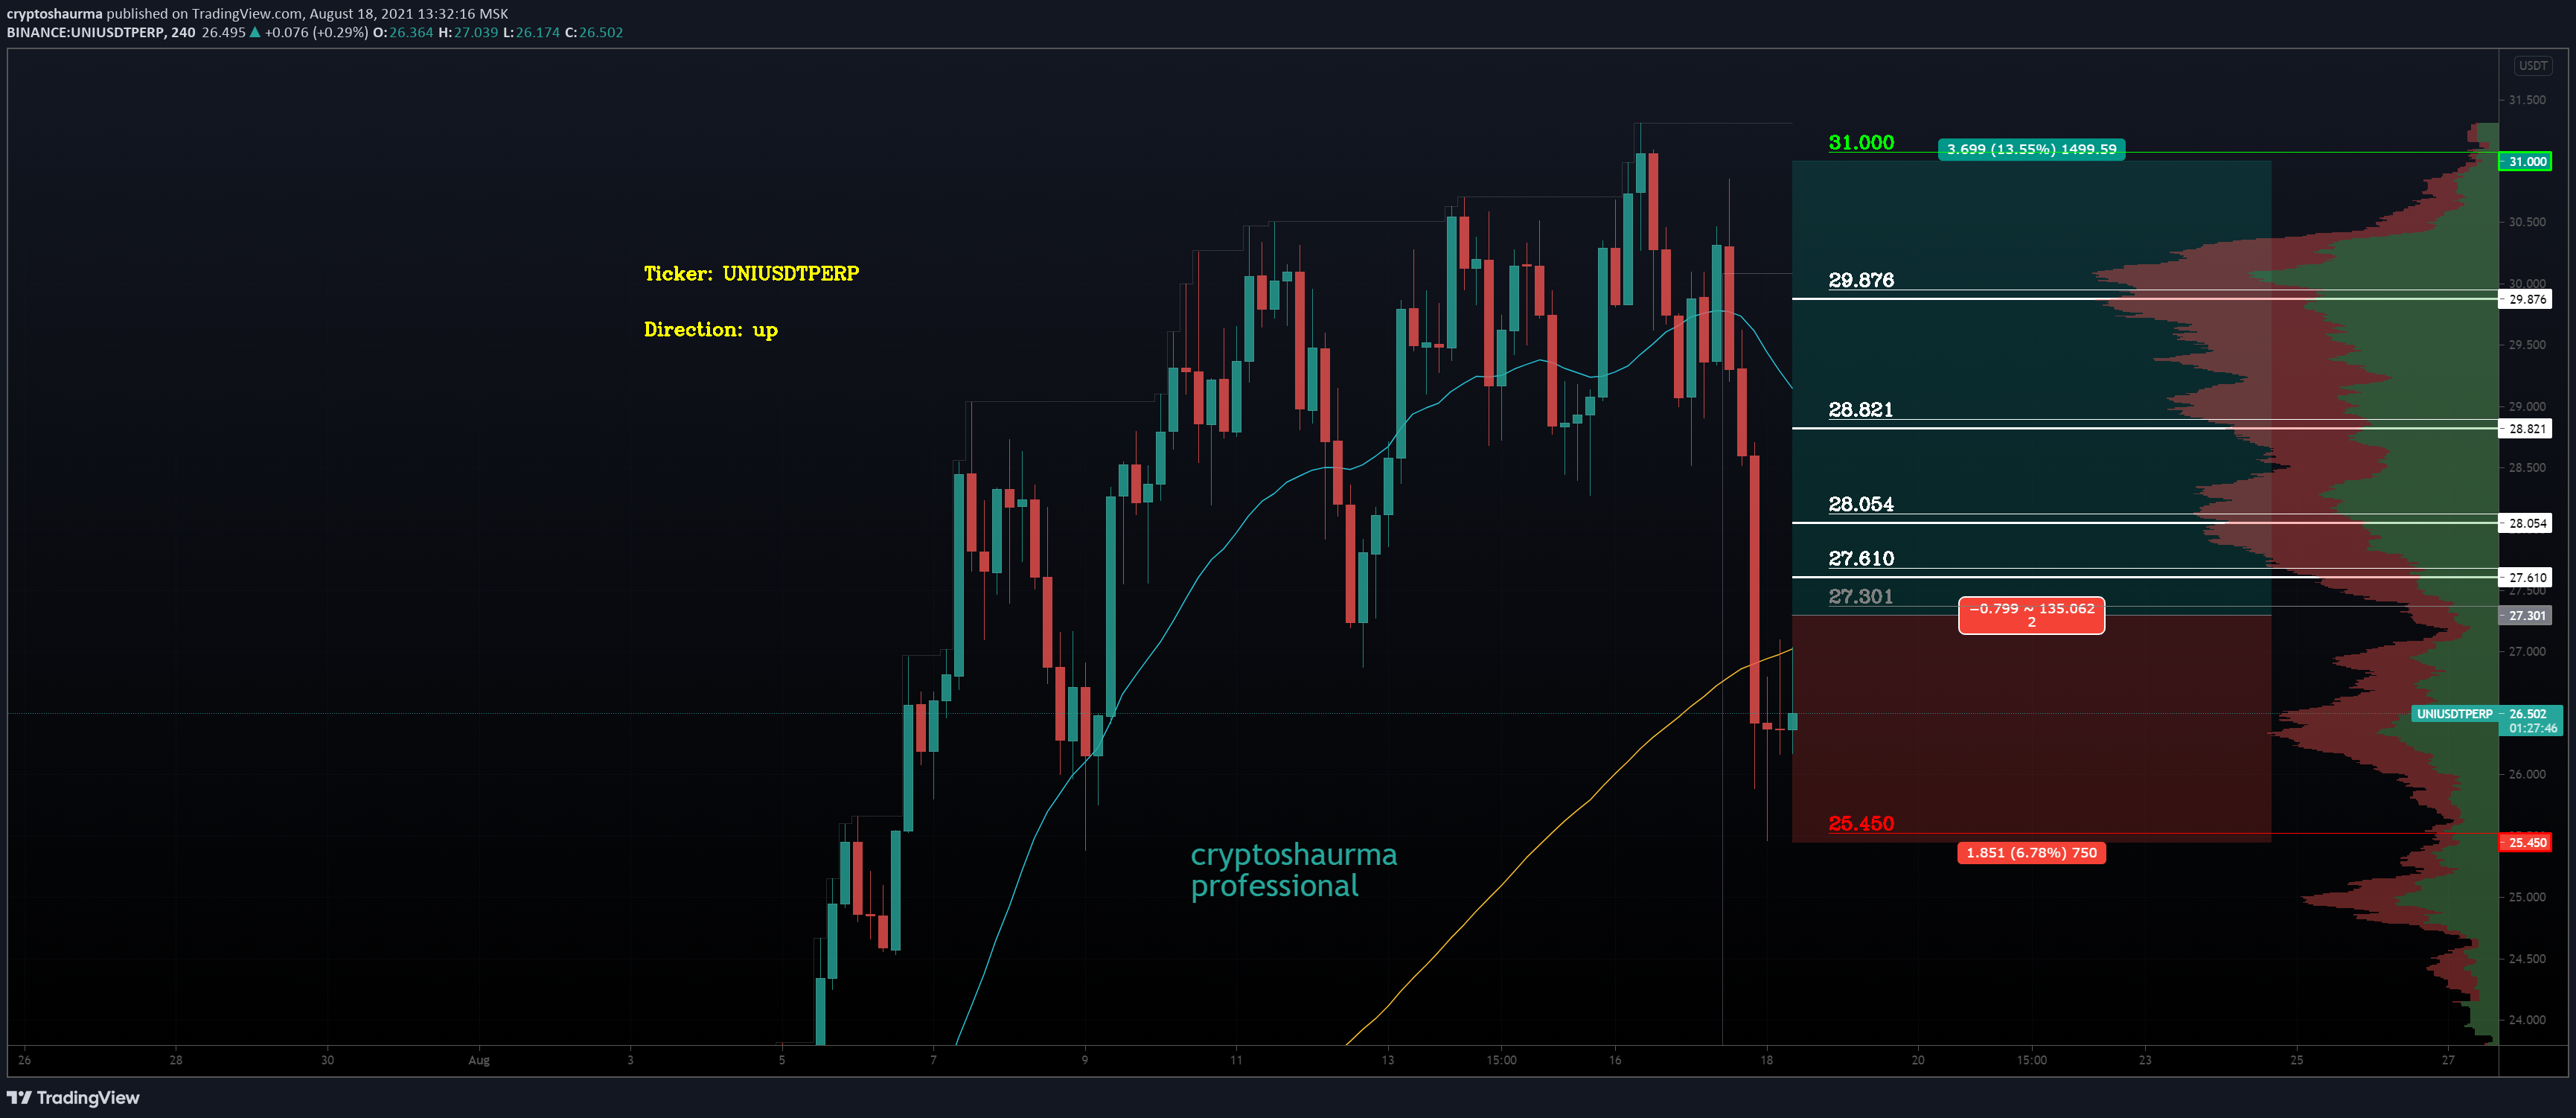 cryptoshaurma published on TradingView.com, August 18, 2021 13:32:16 MSK
BINANCE:UNIUSDTPERP, 240 26.495 ▲ +0.076 (+0.29%) O:26.364 H:27.039 L:26.174 C:26.502
USDT
31.500
31.000
3.699 (13.55%) 1499.59
31.000
30.500
Ticker: UNIUSDTPERP
29.876
30.000
29.876
Direction: up
29.500
28.821
29.000
28.821
28.500
28.054
28.054
27.610
27.610
27.500
27.301
−0.799 ~ 135.062
2
27.301
27.000
UNIUSDTPERP
26.502
01:27:46
26.000
25.450
25.450
1.851 (6.78%) 750
cryptoshaurma
professional
25.000
24.500
24.000
26 28 30 Aug 3 5 7 9 11 13 15:00 16 18 20 15:00 23 25 27
TradingView